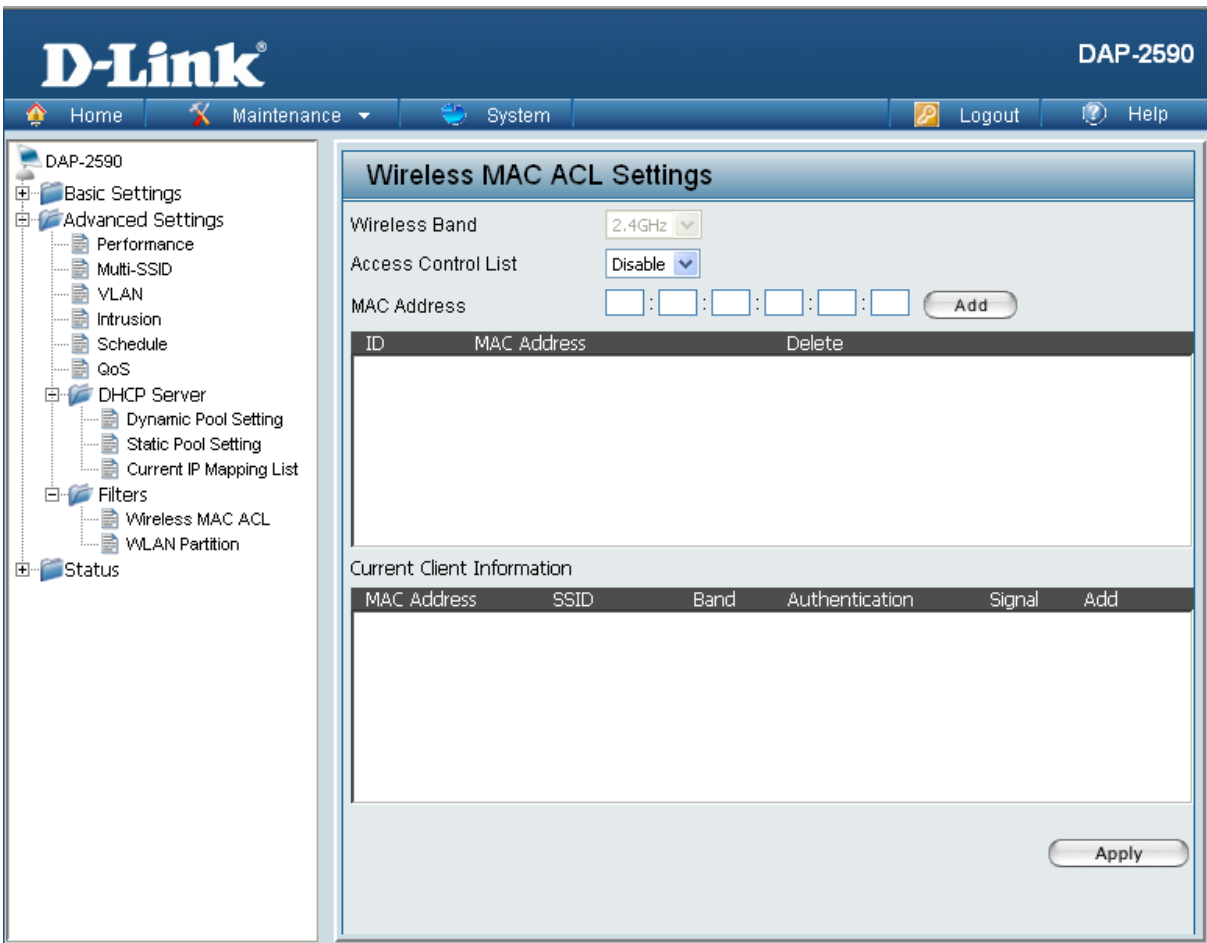 D-Link®
DAP-2590
Home Maintenance System Logout Help
DAP-2590
Basic Settings
Advanced Settings
Performance
Multi-SSID
VLAN
Intrusion
Schedule
QoS
DHCP Server
Dynamic Pool Setting
Static Pool Setting
Current IP Mapping List
Filters
Wireless MAC ACL
WLAN Partition
Status
Wireless MAC ACL Settings
Wireless Band 2.4GHz
Access Control List Disable
MAC Address : : : : : Add
ID MAC Address Delete
Current Client Information
MAC Address SSID Band Authentication Signal Add
Apply